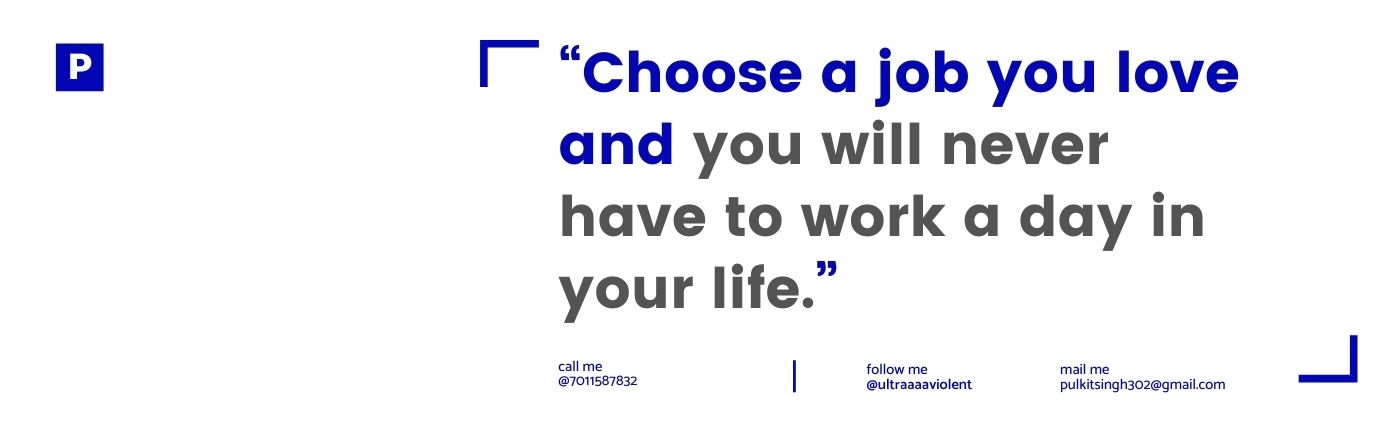 P
“Choose a job you love
and you will never
have to work a day in
your life.”
call me
@7011587832
follow me
@ultraaaaviolent
mail me
pulkitsingh302@gmail.com